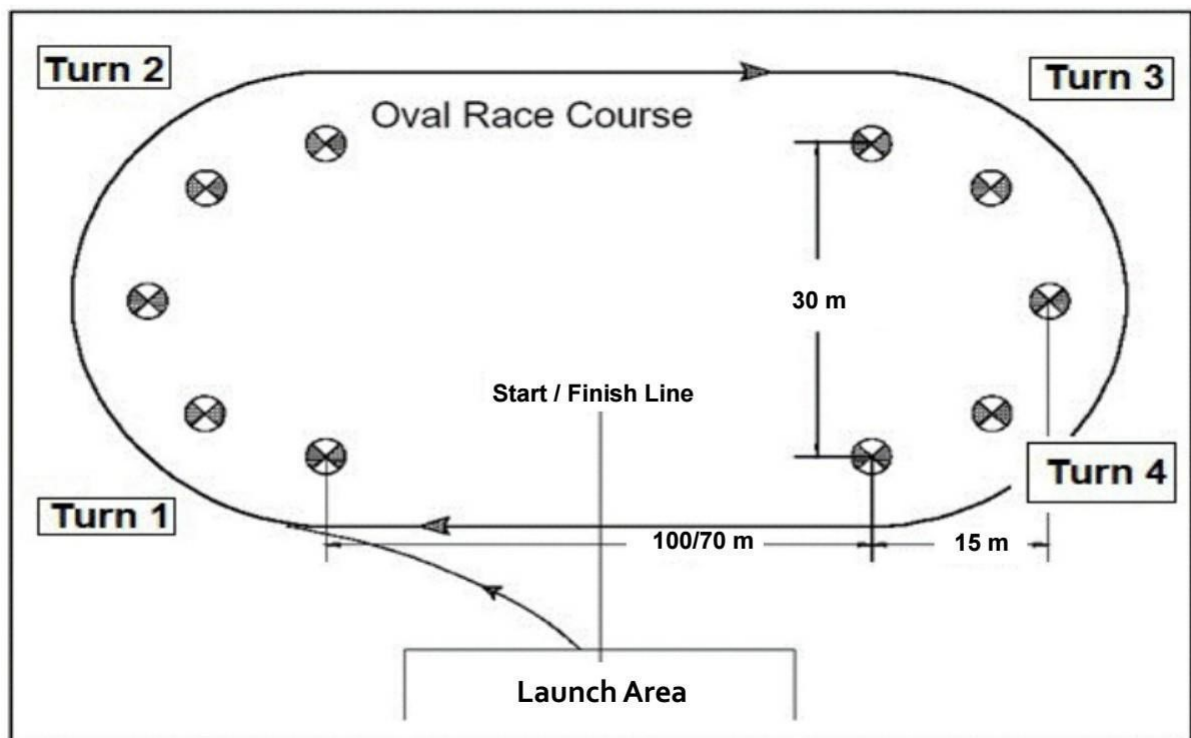 Turn 2
Turn 3
Oval Race Course
30 m
Start / Finish Line
Turn 4
Turn 1
100/70 m
15 m
Launch Area